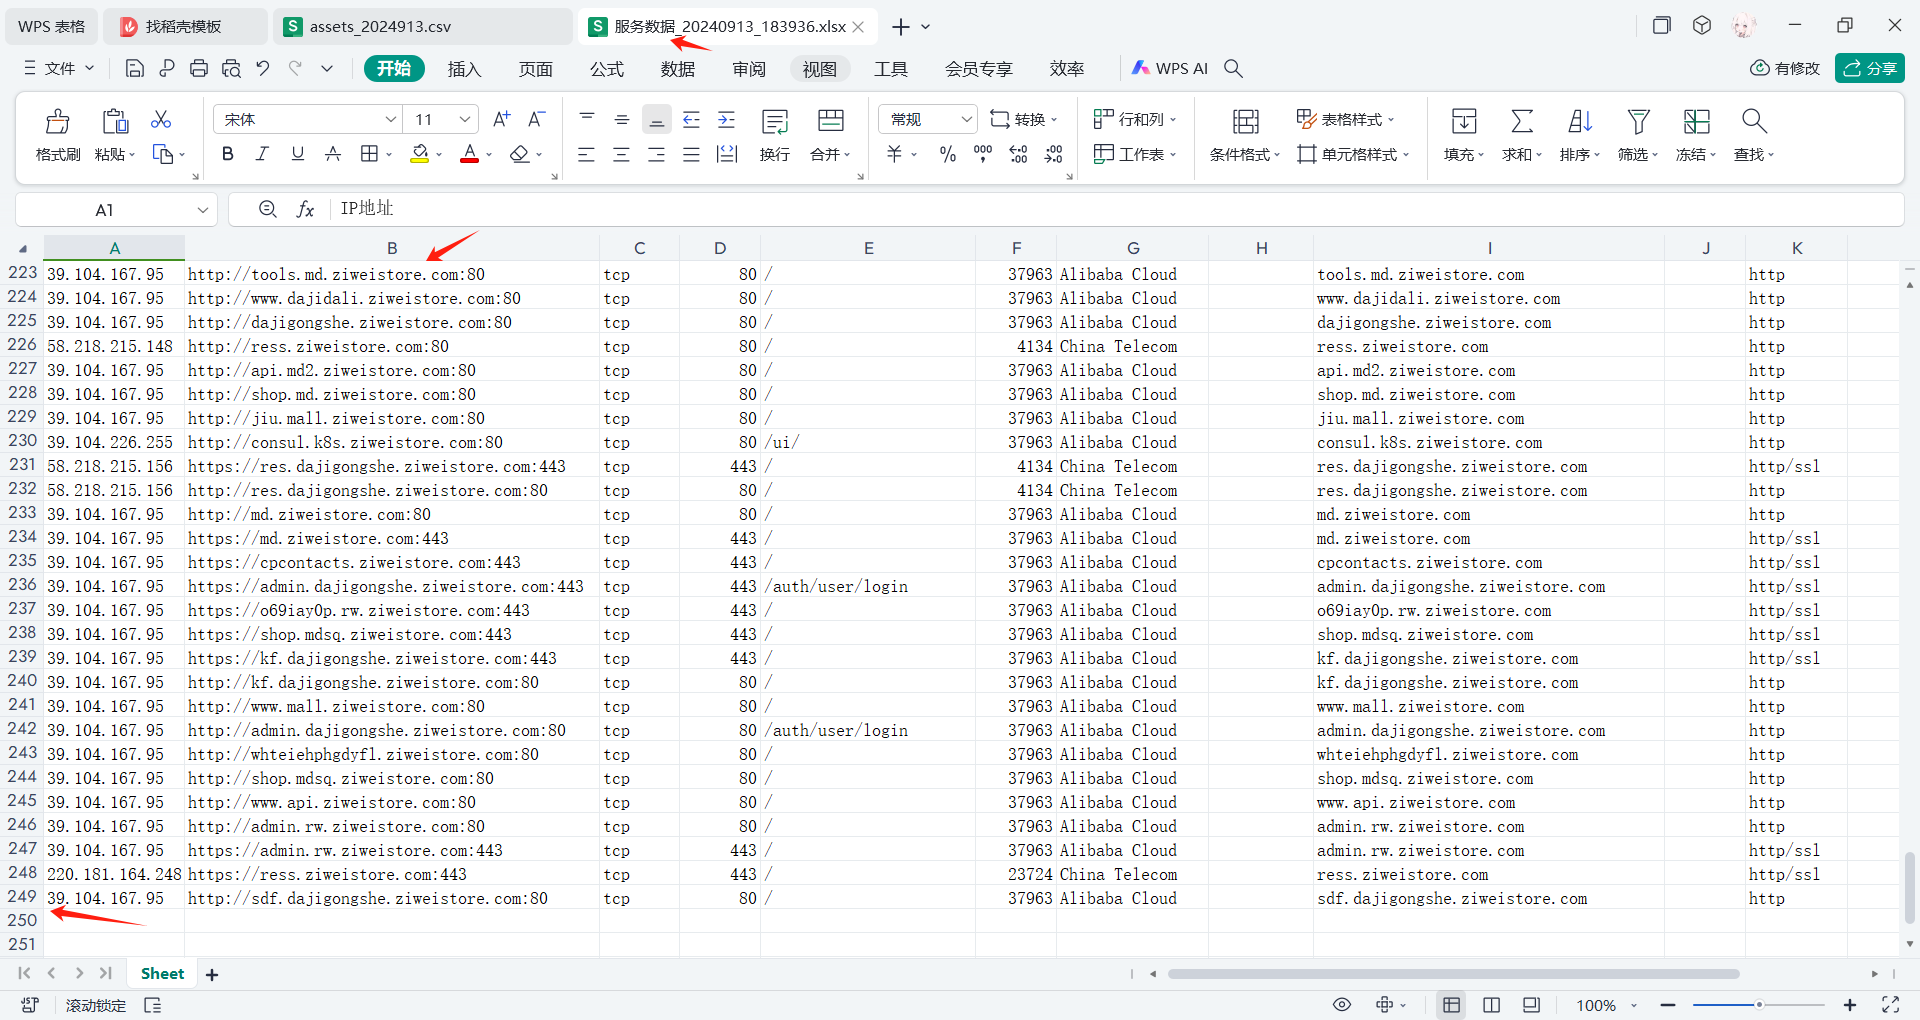 WPS 表格 找稻壳模板 assets_2024913.csv 服务数据_20240913_183936.xlsx
文件 开始 插入 页面 公式 数据 审阅 视图 工具 会员专享 效率 WPS AI 有修改 分享
宋体 11 A+ A- 常规 转换 行和列 表格样式
格式刷 粘贴 B I U A 换行 合并 ¥ % 工作表 条件格式 单元格样式 填充 求和 排序 筛选 冻结 查找
A1 fx IP地址
A B C D E F G H I J K
223 39.104.167.95 http://tools.md.ziweistore.com:80 tcp 80 / 37963 Alibaba Cloud tools.md.ziweistore.com http
224 39.104.167.95 http://www.dajidali.ziweistore.com:80 tcp 80 / 37963 Alibaba Cloud www.dajidali.ziweistore.com http
225 39.104.167.95 http://dajigongshe.ziweistore.com:80 tcp 80 / 37963 Alibaba Cloud dajigongshe.ziweistore.com http
226 58.218.215.148 http://ress.ziweistore.com:80 tcp 80 / 4134 China Telecom ress.ziweistore.com http
227 39.104.167.95 http://api.md2.ziweistore.com:80 tcp 80 / 37963 Alibaba Cloud api.md2.ziweistore.com http
228 39.104.167.95 http://shop.md.ziweistore.com:80 tcp 80 / 37963 Alibaba Cloud shop.md.ziweistore.com http
229 39.104.167.95 http://jiu.mall.ziweistore.com:80 tcp 80 / 37963 Alibaba Cloud jiu.mall.ziweistore.com http
230 39.104.226.255 http://consul.k8s.ziweistore.com:80 tcp 80 /ui/ 37963 Alibaba Cloud consul.k8s.ziweistore.com http
231 58.218.215.156 https://res.dajigongshe.ziweistore.com:443 tcp 443 / 4134 China Telecom res.dajigongshe.ziweistore.com http/ssl
232 58.218.215.156 http://res.dajigongshe.ziweistore.com:80 tcp 80 / 4134 China Telecom res.dajigongshe.ziweistore.com http
233 39.104.167.95 http://md.ziweistore.com:80 tcp 80 / 37963 Alibaba Cloud md.ziweistore.com http
234 39.104.167.95 https://md.ziweistore.com:443 tcp 443 / 37963 Alibaba Cloud md.ziweistore.com http/ssl
235 39.104.167.95 https://cpcontacts.ziweistore.com:443 tcp 443 / 37963 Alibaba Cloud cpcontacts.ziweistore.com http/ssl
236 39.104.167.95 https://admin.dajigongshe.ziweistore.com:443 tcp 443 /auth/user/login 37963 Alibaba Cloud admin.dajigongshe.ziweistore.com http/ssl
237 39.104.167.95 https://o69iay0p.rw.ziweistore.com:443 tcp 443 / 37963 Alibaba Cloud o69iay0p.rw.ziweistore.com http/ssl
238 39.104.167.95 https://shop.mdsq.ziweistore.com:443 tcp 443 / 37963 Alibaba Cloud shop.mdsq.ziweistore.com http/ssl
239 39.104.167.95 https://kf.dajigongshe.ziweistore.com:443 tcp 443 / 37963 Alibaba Cloud kf.dajigongshe.ziweistore.com http/ssl
240 39.104.167.95 http://kf.dajigongshe.ziweistore.com:80 tcp 80 / 37963 Alibaba Cloud kf.dajigongshe.ziweistore.com http
241 39.104.167.95 http://www.mall.ziweistore.com:80 tcp 80 / 37963 Alibaba Cloud www.mall.ziweistore.com http
242 39.104.167.95 http://admin.dajigongshe.ziweistore.com:80 tcp 80 /auth/user/login 37963 Alibaba Cloud admin.dajigongshe.ziweistore.com http
243 39.104.167.95 http://whteiehphgdyfl.ziweistore.com:80 tcp 80 / 37963 Alibaba Cloud whteiehphgdyfl.ziweistore.com http
244 39.104.167.95 http://shop.mdsq.ziweistore.com:80 tcp 80 / 37963 Alibaba Cloud shop.mdsq.ziweistore.com http
245 39.104.167.95 http://www.api.ziweistore.com:80 tcp 80 / 37963 Alibaba Cloud www.api.ziweistore.com http
246 39.104.167.95 http://admin.rw.ziweistore.com:80 tcp 80 / 37963 Alibaba Cloud admin.rw.ziweistore.com http
247 39.104.167.95 https://admin.rw.ziweistore.com:443 tcp 443 / 37963 Alibaba Cloud admin.rw.ziweistore.com http/ssl
248 220.181.164.248 https://ress.ziweistore.com:443 tcp 443 / 23724 China Telecom ress.ziweistore.com http/ssl
249 39.104.167.95 http://sdf.dajigongshe.ziweistore.com:80 tcp 80 / 37963 Alibaba Cloud sdf.dajigongshe.ziweistore.com http
250
251
Sheet
滚动锁定 100%